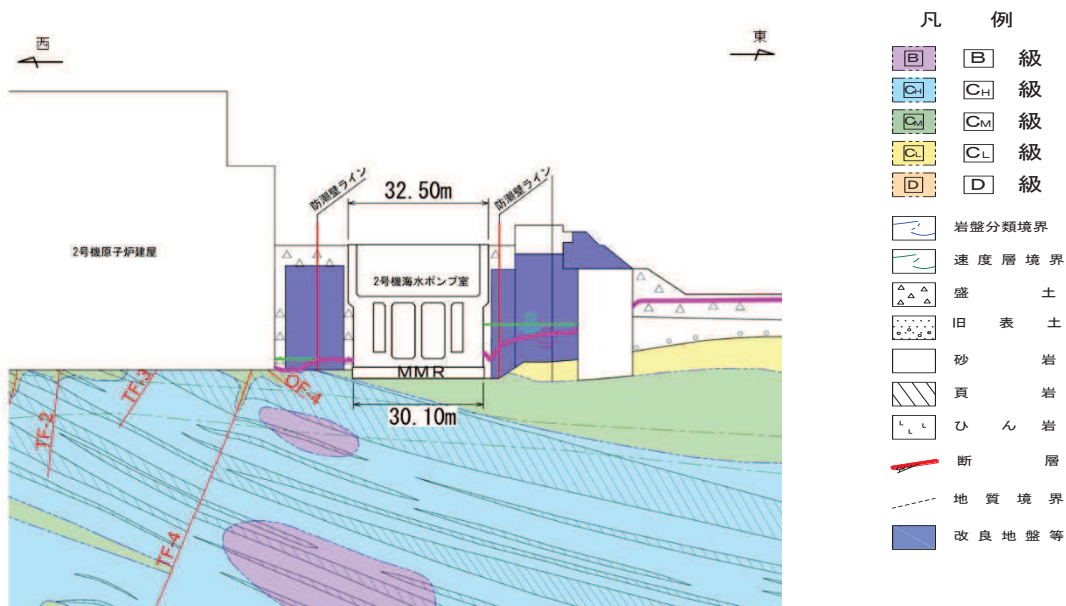 西
東
防潮壁ライン
32.50m
防潮壁ライン
2号機原子炉建屋
2号機海水ポンプ室
MMR
30.10m
TF-2
TF-3
OF-4
TF-4
凡 例
B B 級
CH CH 級
CM CM 級
CL CL 級
D D 級
岩盤分類境界
速度層境界
盛土
旧表土
砂岩
頁岩
ひん岩
断層
地質境界
改良地盤等